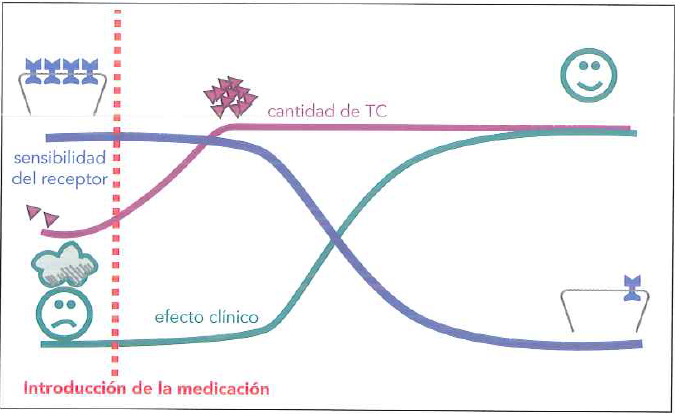 cantidad de TC
sensibilidad
del receptor
efecto clínico
Introducción de la medicación